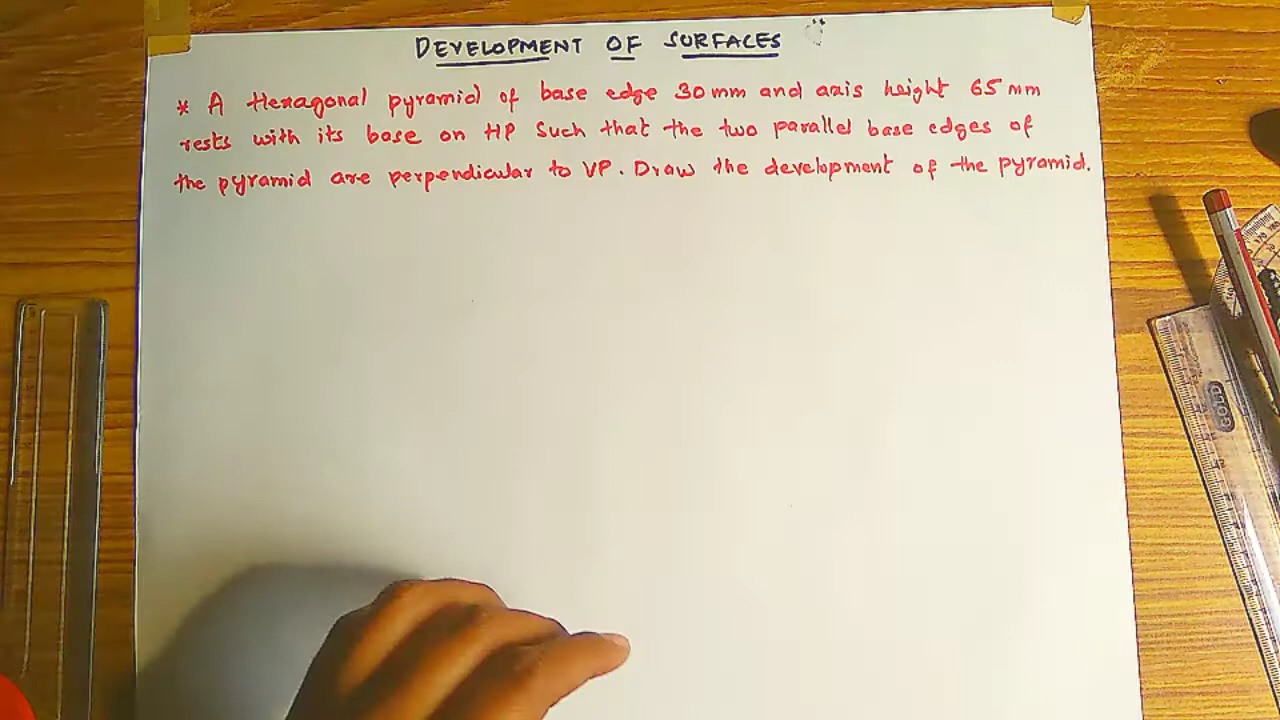 DEVELOPMENT OF SURFACES
* A Hexagonal pyramid of base edge 30mm and axis height 65mm
rests with its base on HP Such that the two parallel base edges of
the pyramid are perpendicular to VP. Draw the development of the pyramid.
GOLD